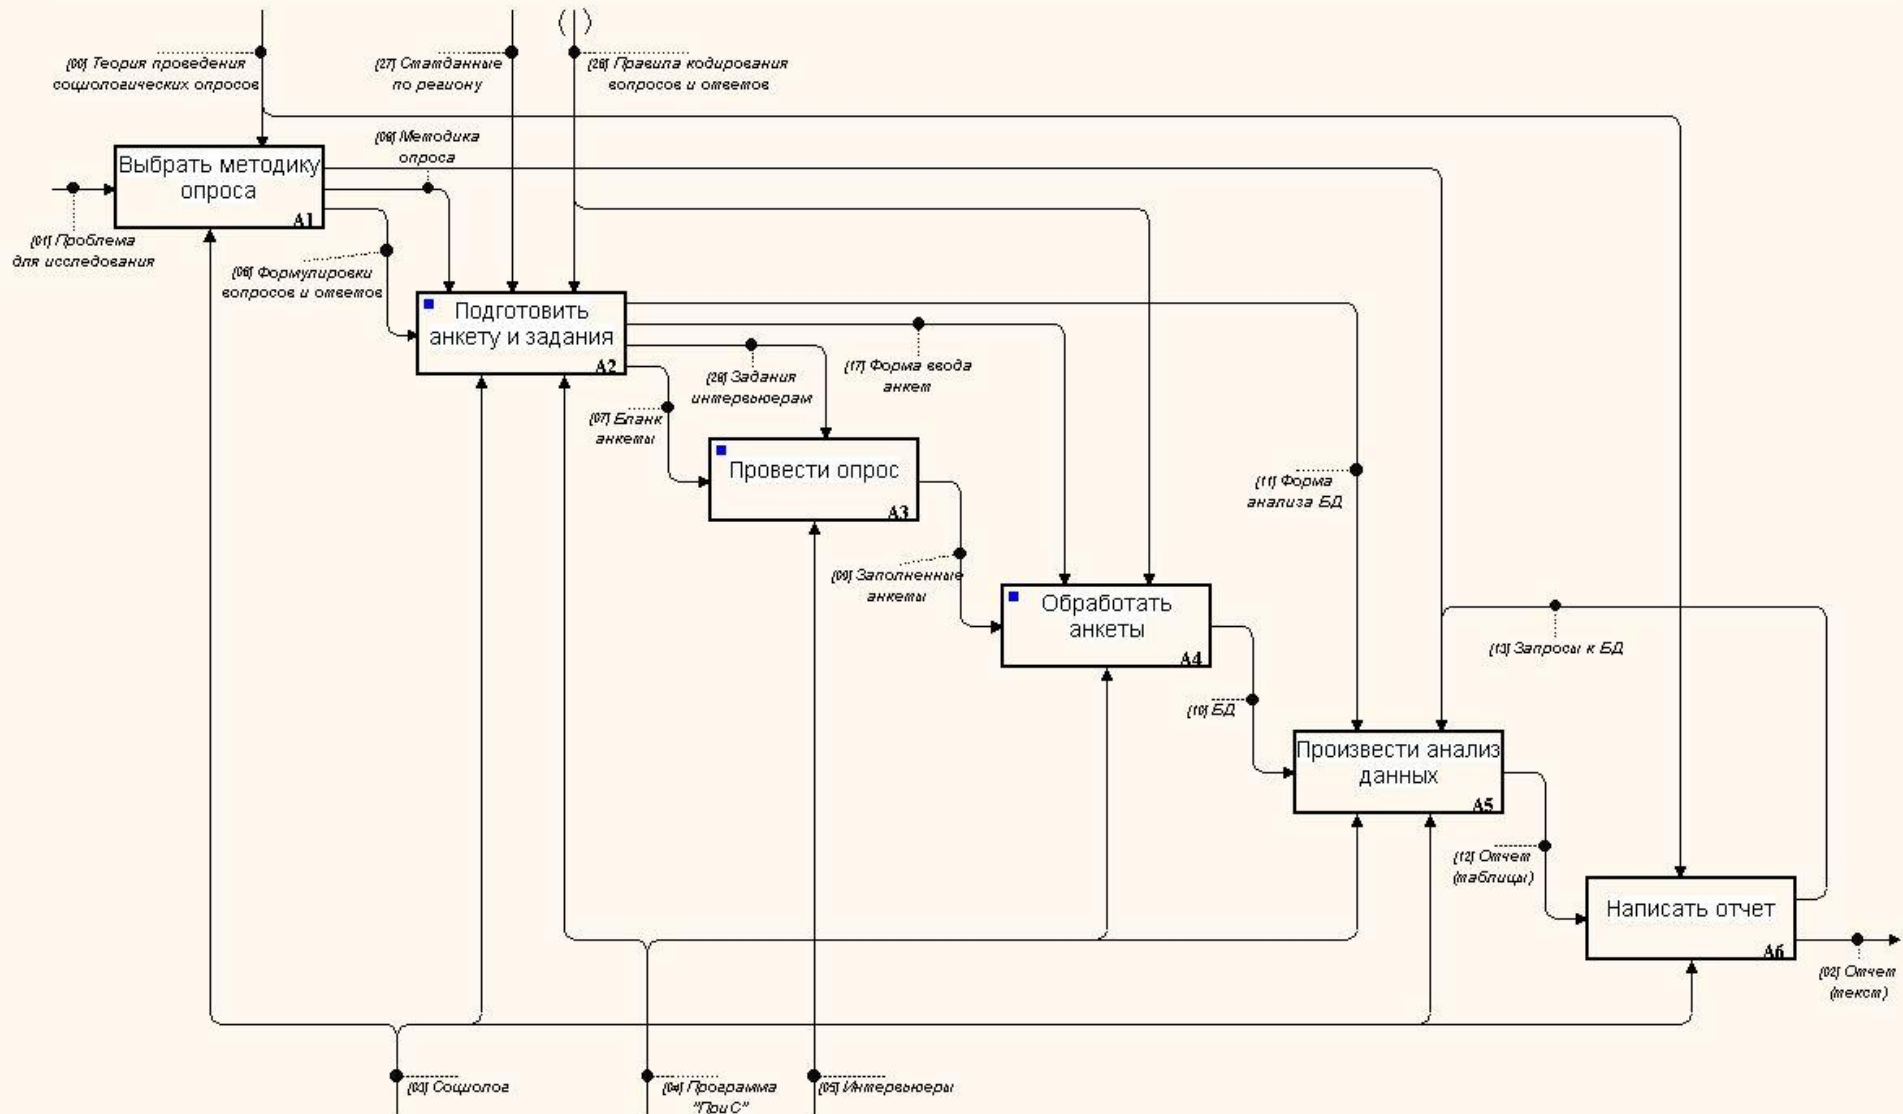 ( )
[00] Теория проведения
социологических опросов
[27] Статданные
по региону
[26] Правила кодирования
вопросов и ответов
[08] Методика
опроса
Выбрать методику
опроса
A1
[01] Проблема
для исследования
[06] Формулировки
вопросов и ответов
Подготовить
анкету и задания
A2
[17] Форма ввода
анкет
[28] Задания
интервьюерам
[07] Бланк
анкеты
Провести опрос
A3
[11] Форма
анализа БД
[09] Заполненные
анкеты
Обработать
анкеты
A4
[13] Запросы к БД
[10] БД
Произвести анализ
данных
A5
[12] Отчет
(таблицы)
Написать отчет
A6
[02] Отчет
(текст)
[03] Социолог
[04] Программа
"ПриС"
[05] Интервьюеры